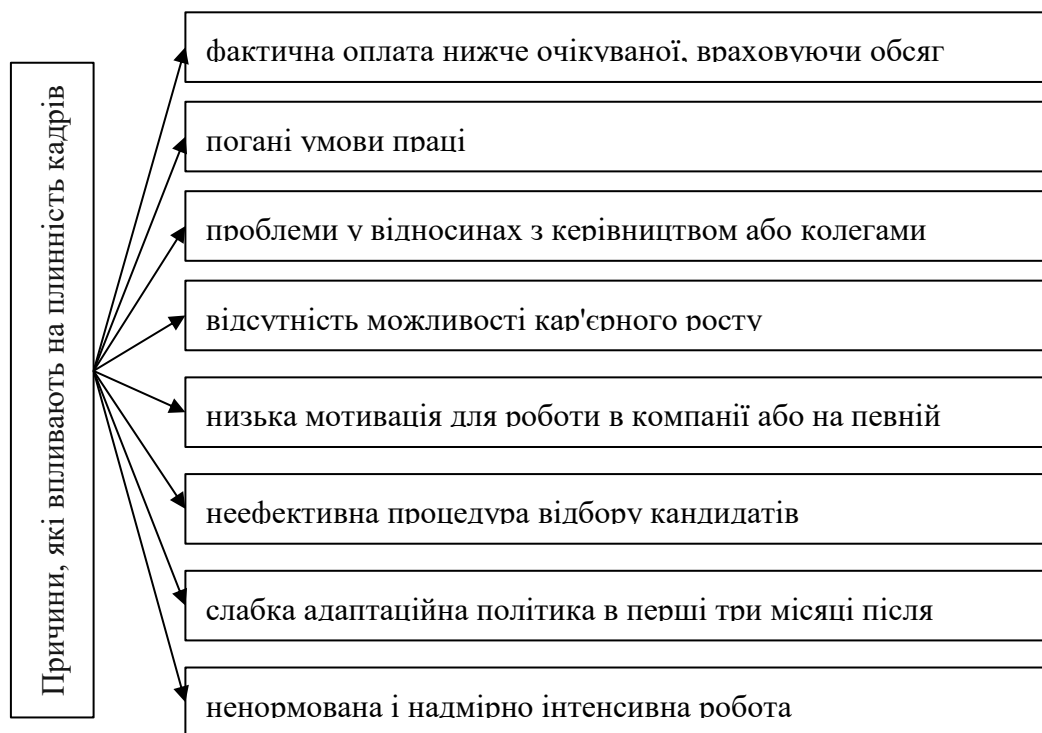 Причини, які впливають на плинність кадрів
фактична оплата нижче очікуваної, враховуючи обсяг
погані умови праці
проблеми у відносинах з керівництвом або колегами
відсутність можливості кар'єрного росту
низька мотивація для роботи в компанії або на певній
неефективна процедура відбору кандидатів
слабка адаптаційна політика в перші три місяці після
ненормована і надмірно інтенсивна робота